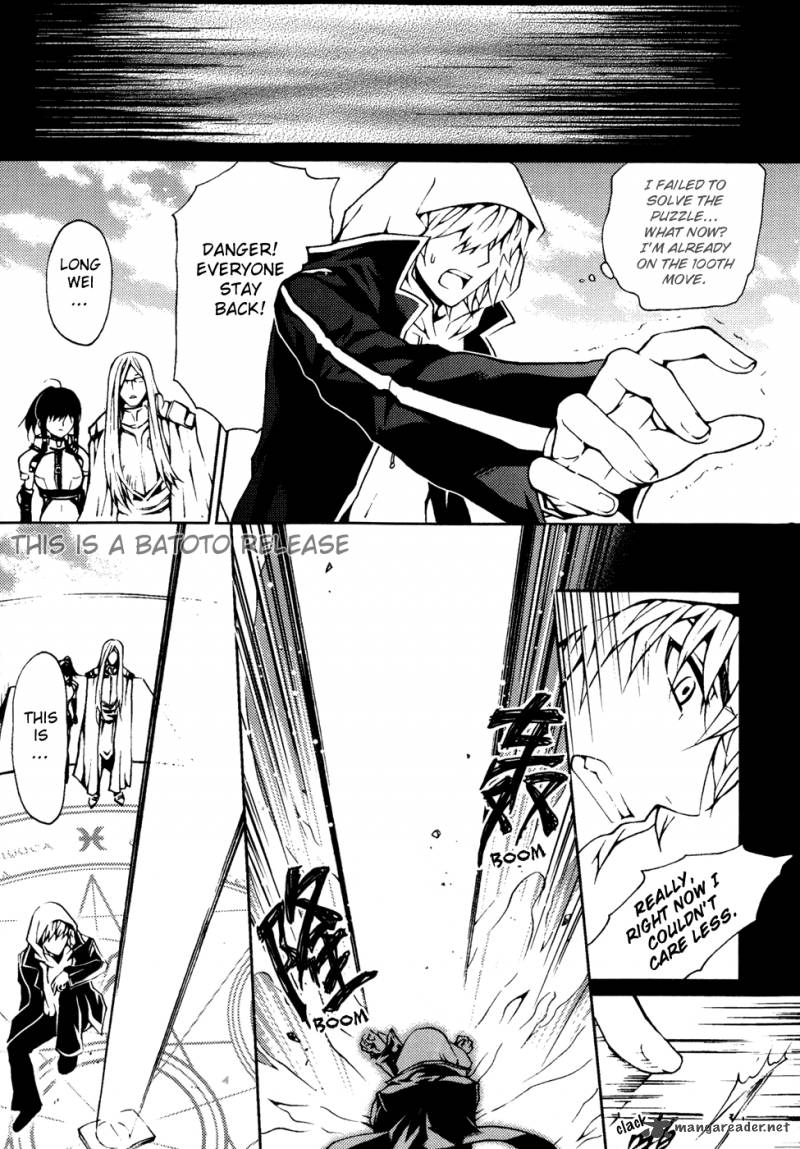 I FAILED TO
SOLVE THE
PUZZLE...
WHAT NOW?
I'M ALREADY
ON THE 100TH
MOVE.
DANGER!
EVERYONE
STAY
BACK!
LONG
WEI
...
THIS IS A BATOTO RELEASE
REALLY,
RIGHT NOW I
COULDN'T
CARE LESS.
轟
BOOM
隆
BOOM
THIS
IS
...
clack
mangareader.net